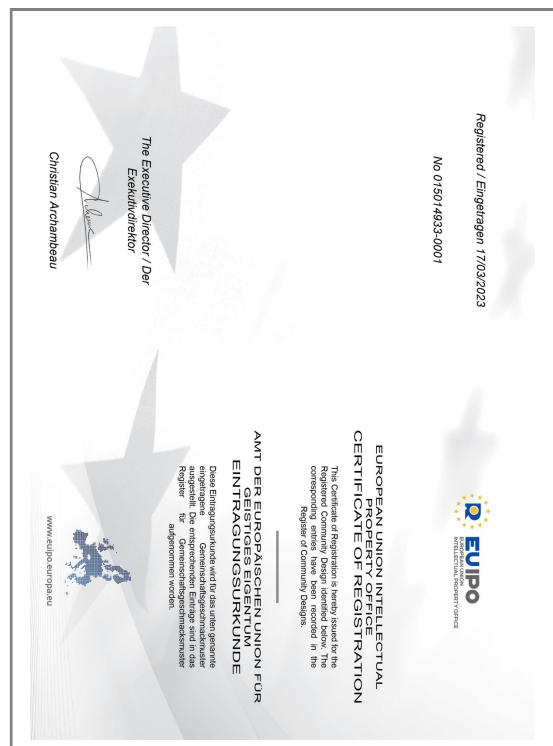 Registered / Eingetragen 17/03/2023
No 015014933-0001
The Executive Director / Der
Exekutivdirektor
Christian Archambeau
EUIPO
EUROPEAN UNION
INTELLECTUAL PROPERTY OFFICE
EUROPEAN UNION INTELLECTUAL
PROPERTY OFFICE
CERTIFICATE OF REGISTRATION
This Certificate of Registration is hereby issued for the
Registered Community Design identified below. The
corresponding entries have been recorded in the
Register of Community Designs.
AMT DER EUROPÄISCHEN UNION FÜR
GEISTIGES EIGENTUM
EINTRAGUNGSURKUNDE
Diese Eintragungsurkunde wird für das unten genannte
eingetragene Gemeinschaftsgeschmackmuster
ausgestellt. Die entsprechenden Einträge sind in das
Register für Gemeinschaftsgeschmacksmuster
aufgenommen worden.
www.euipo.europa.eu